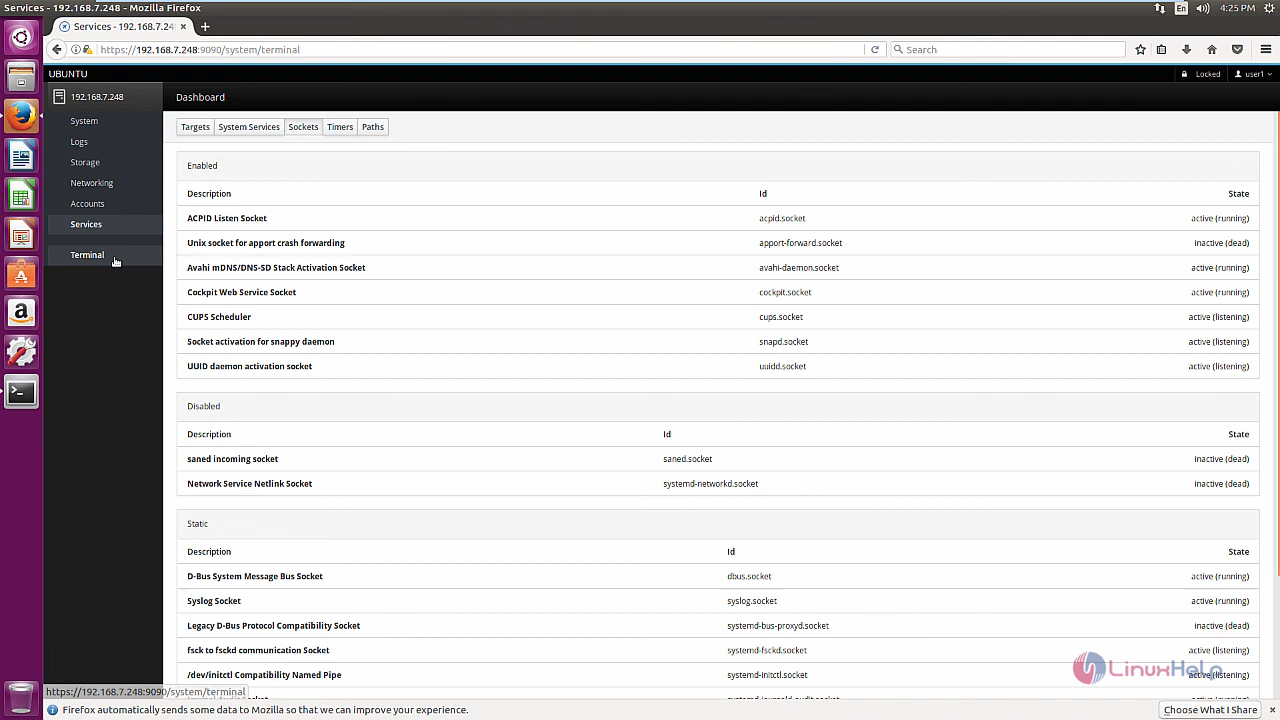 Services - 192.168.7.248 - Mozilla Firefox
En
4:25 PM
Services - 192.168.7.24
https://192.168.7.248:9090/system/terminal
Search
UBUNTU
Locked
user1
192.168.7.248
Dashboard
System
Logs
Storage
Networking
Accounts
Services
Terminal
Targets System Services Sockets Timers Paths
Enabled
Description Id State
ACPID Listen Socket acpid.socket active (running)
Unix socket for apport crash forwarding apport-forward.socket inactive (dead)
Avahi mDNS/DNS-SD Stack Activation Socket avahi-daemon.socket active (running)
Cockpit Web Service Socket cockpit.socket active (running)
CUPS Scheduler cups.socket active (listening)
Socket activation for snappy daemon snapd.socket active (listening)
UUID daemon activation socket uuidd.socket active (listening)
Disabled
Description Id State
saned incoming socket saned.socket inactive (dead)
Network Service Netlink Socket systemd-networkd.socket inactive (dead)
Static
Description Id State
D-Bus System Message Bus Socket dbus.socket active (running)
Syslog Socket syslog.socket active (running)
Legacy D-Bus Protocol Compatibility Socket systemd-bus-proxyd.socket inactive (dead)
fsck to fsckd communication Socket systemd-fsckd.socket active (listening)
/dev/initctl Compatibility Named Pipe systemd-initctl.socket active (listening)
LinuxHelp
https://192.168.7.248:9090/system/terminal
Firefox automatically sends some data to Mozilla so that we can improve your experience.
Choose What I Share